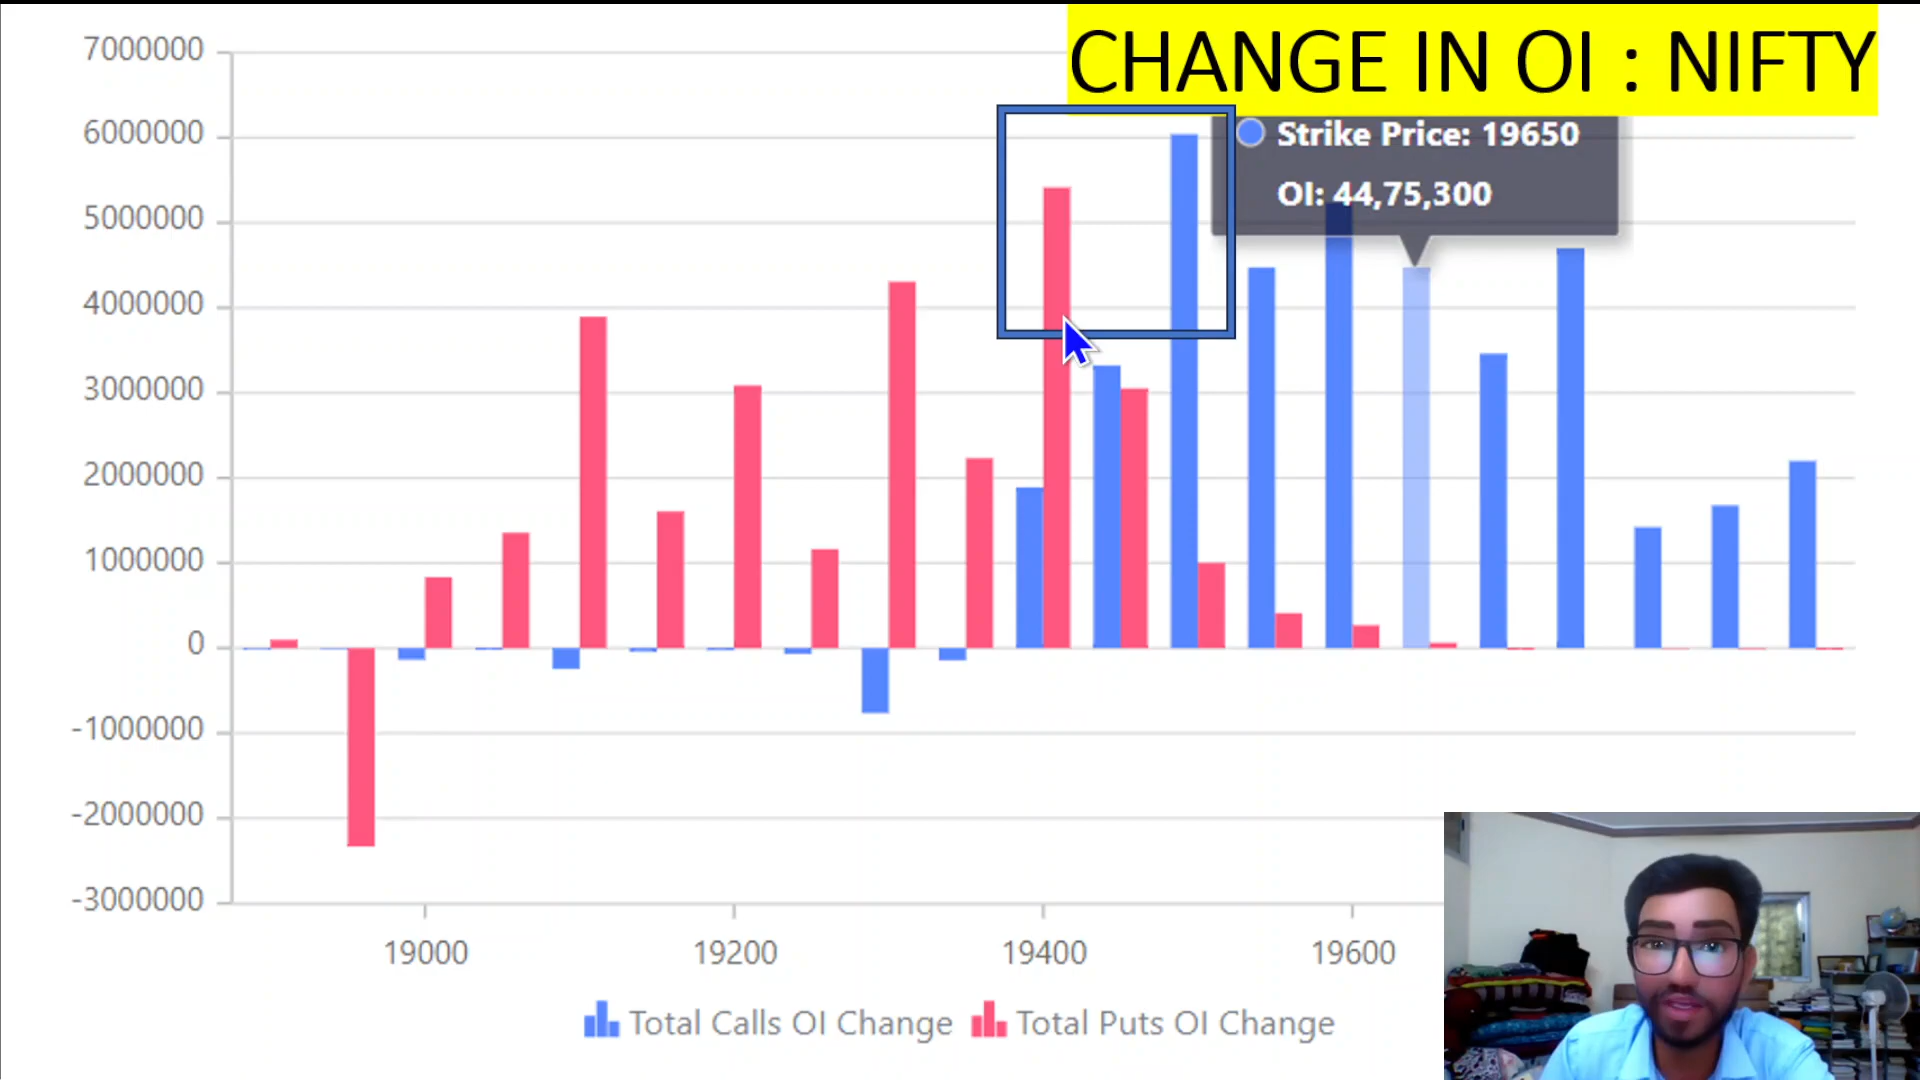 CHANGE IN OI : NIFTY
7000000
6000000
5000000
4000000
3000000
2000000
1000000
0
-1000000
-2000000
-3000000
Strike Price: 19650
OI: 44,75,300
19000 19200 19400 19600
Total Calls OI Change Total Puts OI Change